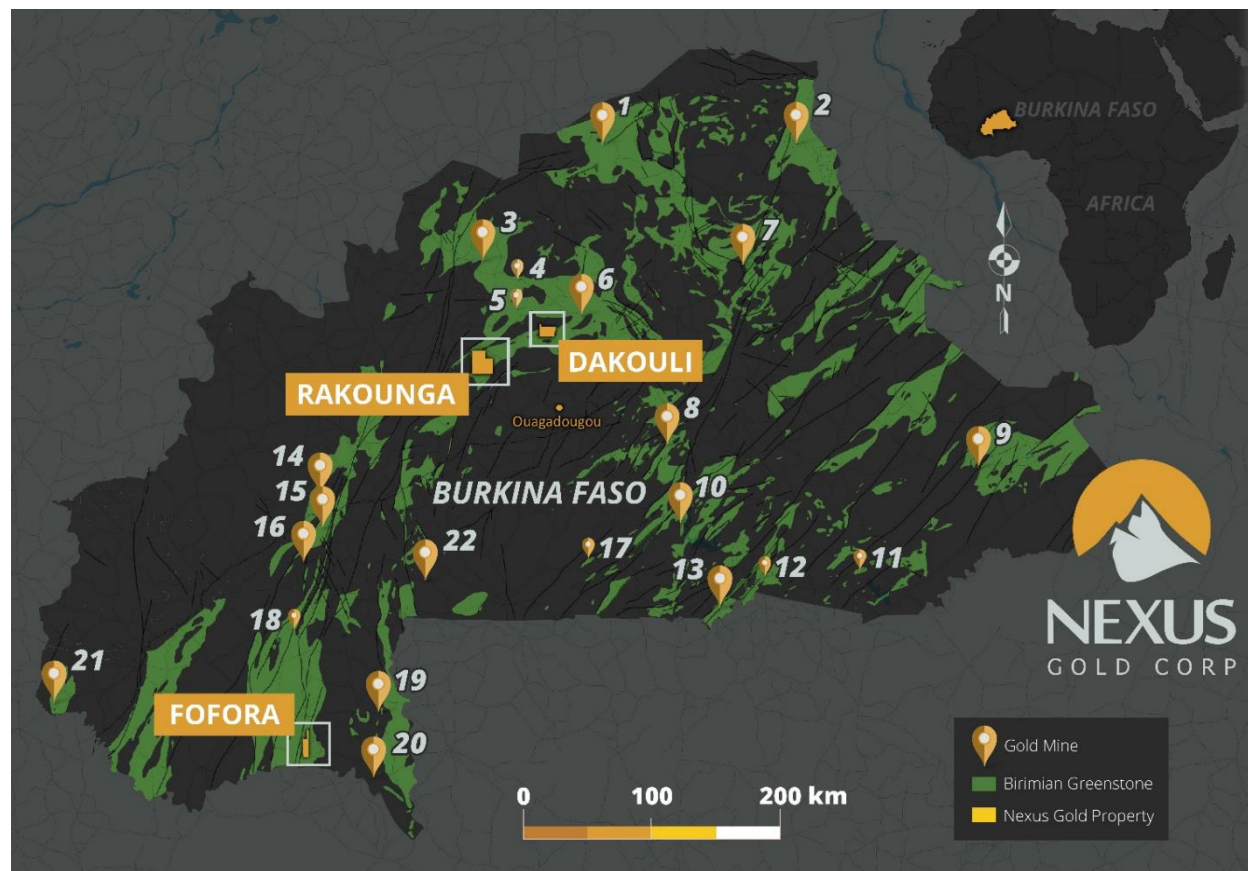 1
2
BURKINA FASO
AFRICA
N
3
4
5
6
7
DAKOULI
RAKOUNGA
Ouagadougou
8
9
14
15
BURKINA FASO
10
16
22
17
13
12
11
18
21
19
FOFORA
20
0 100 200 km
NEXUS
GOLD CORP
Gold Mine
Birimian Greenstone
Nexus Gold Property